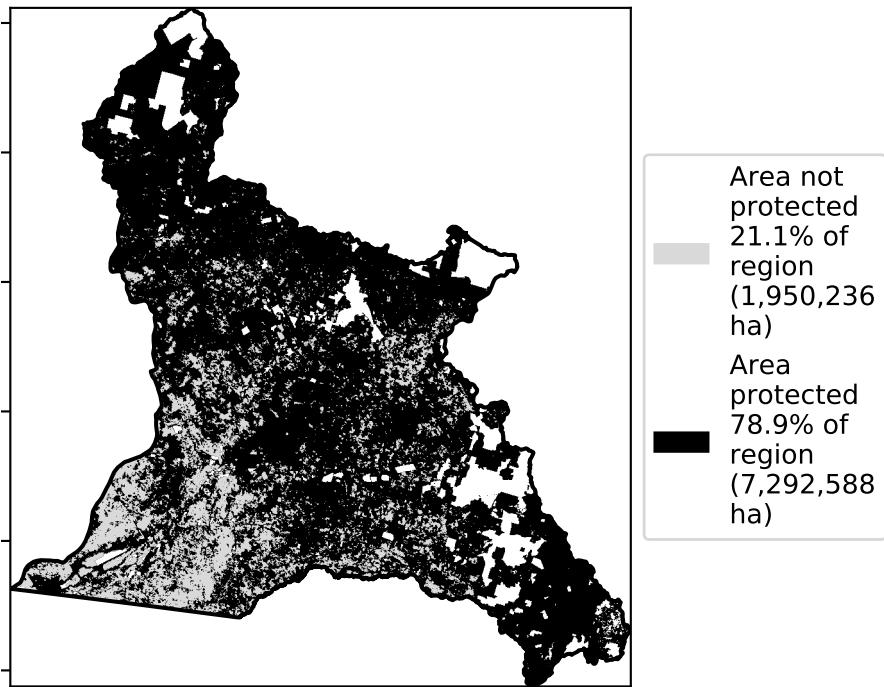 Area not
protected
21.1% of
region
(1,950,236
ha)
Area
protected
78.9% of
region
(7,292,588
ha)